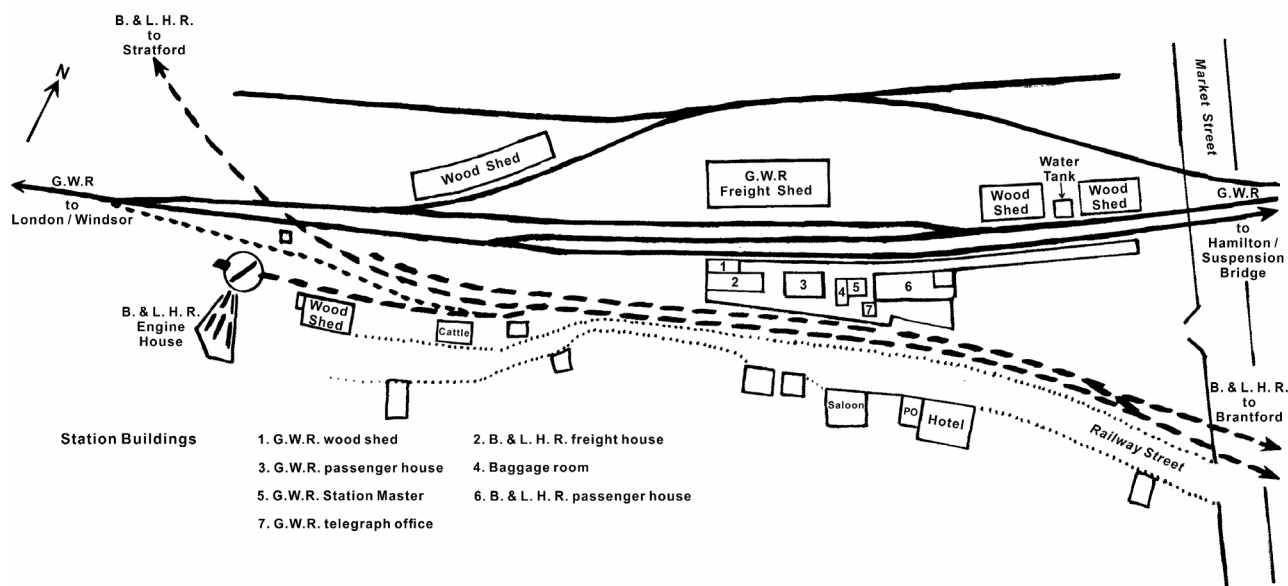 B. & L. H. R.
to
Stratford
N
Market Street
Wood Shed
G.W.R
Freight Shed
Water
Tank
Wood
Shed
Wood
Shed
G.W.R
to
London / Windsor
G.W.R
to
Hamilton /
Suspension
Bridge
1
2
3
4
5
6
7
B. & L. H. R.
Engine
House
Wood
Shed
Cattle
Saloon
PO
Hotel
Railway Street
B. & L. H. R.
to
Brantford
Station Buildings
1. G.W.R. wood shed
2. B. & L. H. R. freight house
3. G.W.R. passenger house
4. Baggage room
5. G.W.R. Station Master
6. B. & L. H. R. passenger house
7. G.W.R. telegraph office